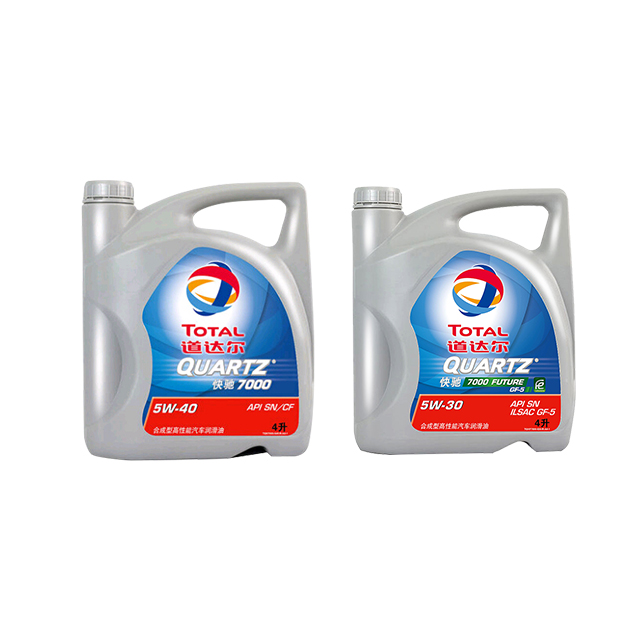 TOTAL
道达尔
QUARTZ
快驰 7000
5W-40
API SN/CF
合成型高性能汽车润滑油
4升
TOTAL
道达尔
QUARTZ
快驰 7000 FUTURE
GF-5
5W-30
API SN
ILSAC GF-5
合成型高性能汽车润滑油
4升